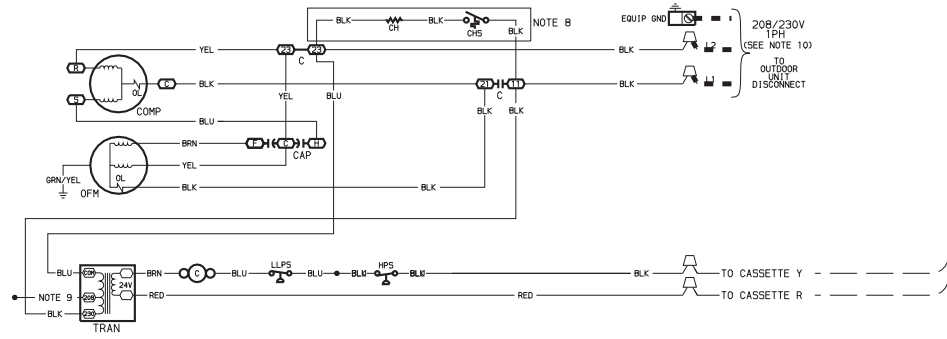 BLK BLK NOTE 8 EQUIP GND
CH CHS BLK
208/230V
1PH
(SEE NOTE 10)
TO
OUTDOOR
UNIT
DISCONNECT
YEL 23 23 BLK L2
C
R
OL C BLK 21 11 BLK L1
S C
COMP YEL BLU
BLK BLK
BLU
BRN F C H
CAP
YEL
OL
GRN/YEL
OFM BLK BLK
BLU COM BRN C BLU LLPS BLU BLK HPS BLK BLK TO CASSETTE Y
24V
NOTE 9 208 RED RED TO CASSETTE R
BLK 230
TRAN